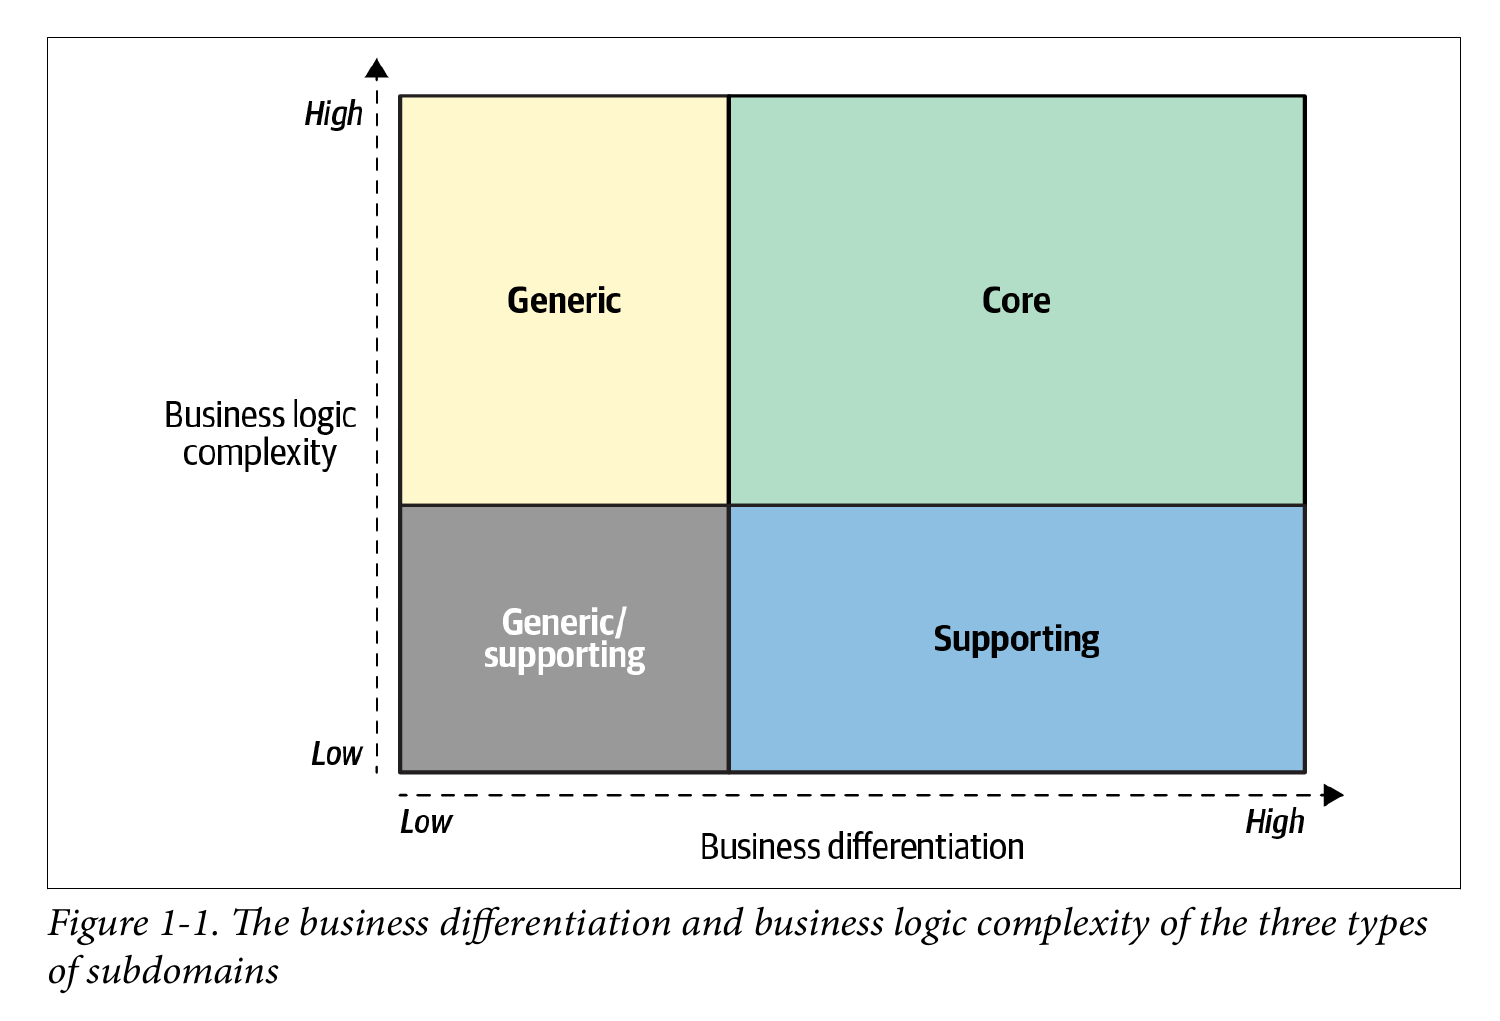 High
Generic
Core
Business logic
complexity
Generic/
supporting
Supporting
Low
Low
High
Business differentiation
Figure 1-1. The business differentiation and business logic complexity of the three types
of subdomains